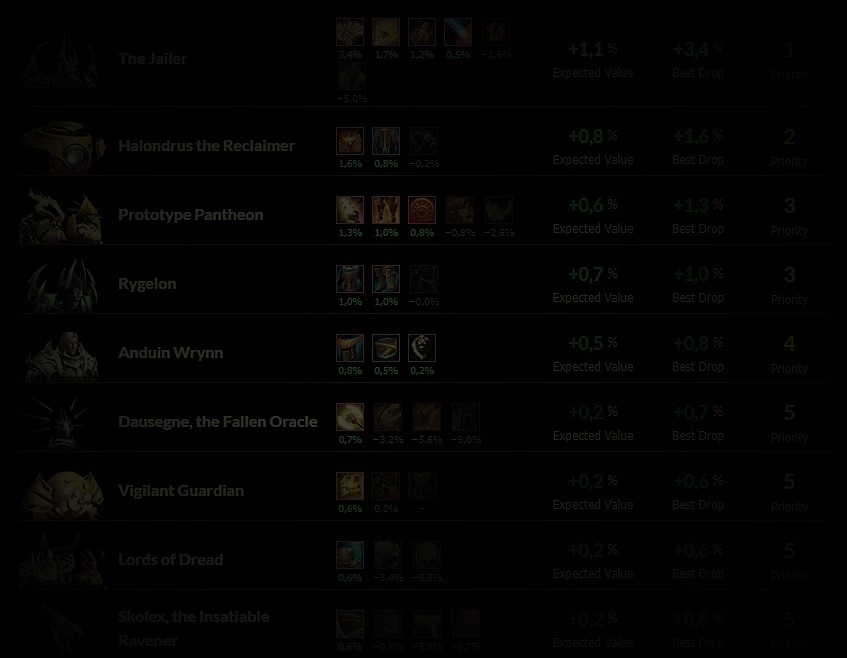 3,4% 1,7% 1,2% 0,5% −1,6%
The Jailer
+1,1 % +3,4 % 1
Expected Value Best Drop Priority
−5,0%
Halondrus the Reclaimer
+0,8 % +1,6 % 2
1,6% 0,8% −0,2%
Expected Value Best Drop Priority
Prototype Pantheon
+0,6 % +1,3 % 3
1,3% 1,0% 0,8% −0,8% −2,6%
Expected Value Best Drop Priority
Rygelon
+0,7 % +1,0 % 3
1,0% 1,0% −0,0%
Expected Value Best Drop Priority
Anduin Wrynn
+0,5 % +0,8 % 4
0,8% 0,5% 0,2%
Expected Value Best Drop Priority
Dausegne, the Fallen Oracle
+0,2 % +0,7 % 5
0,7% −3,2% −5,6% −9,0%
Expected Value Best Drop Priority
Vigilant Guardian
+0,2 % +0,6 % 5
0,6% 0,0% -
Expected Value Best Drop Priority
Lords of Dread
+0,2 % +0,6 % 5
0,6% −3,4% −9,5%
Expected Value Best Drop Priority
Skolex, the Insatiable
Ravener
+0,2 % +0,6 % 5
0,6%
Expected Value Best Drop Priority